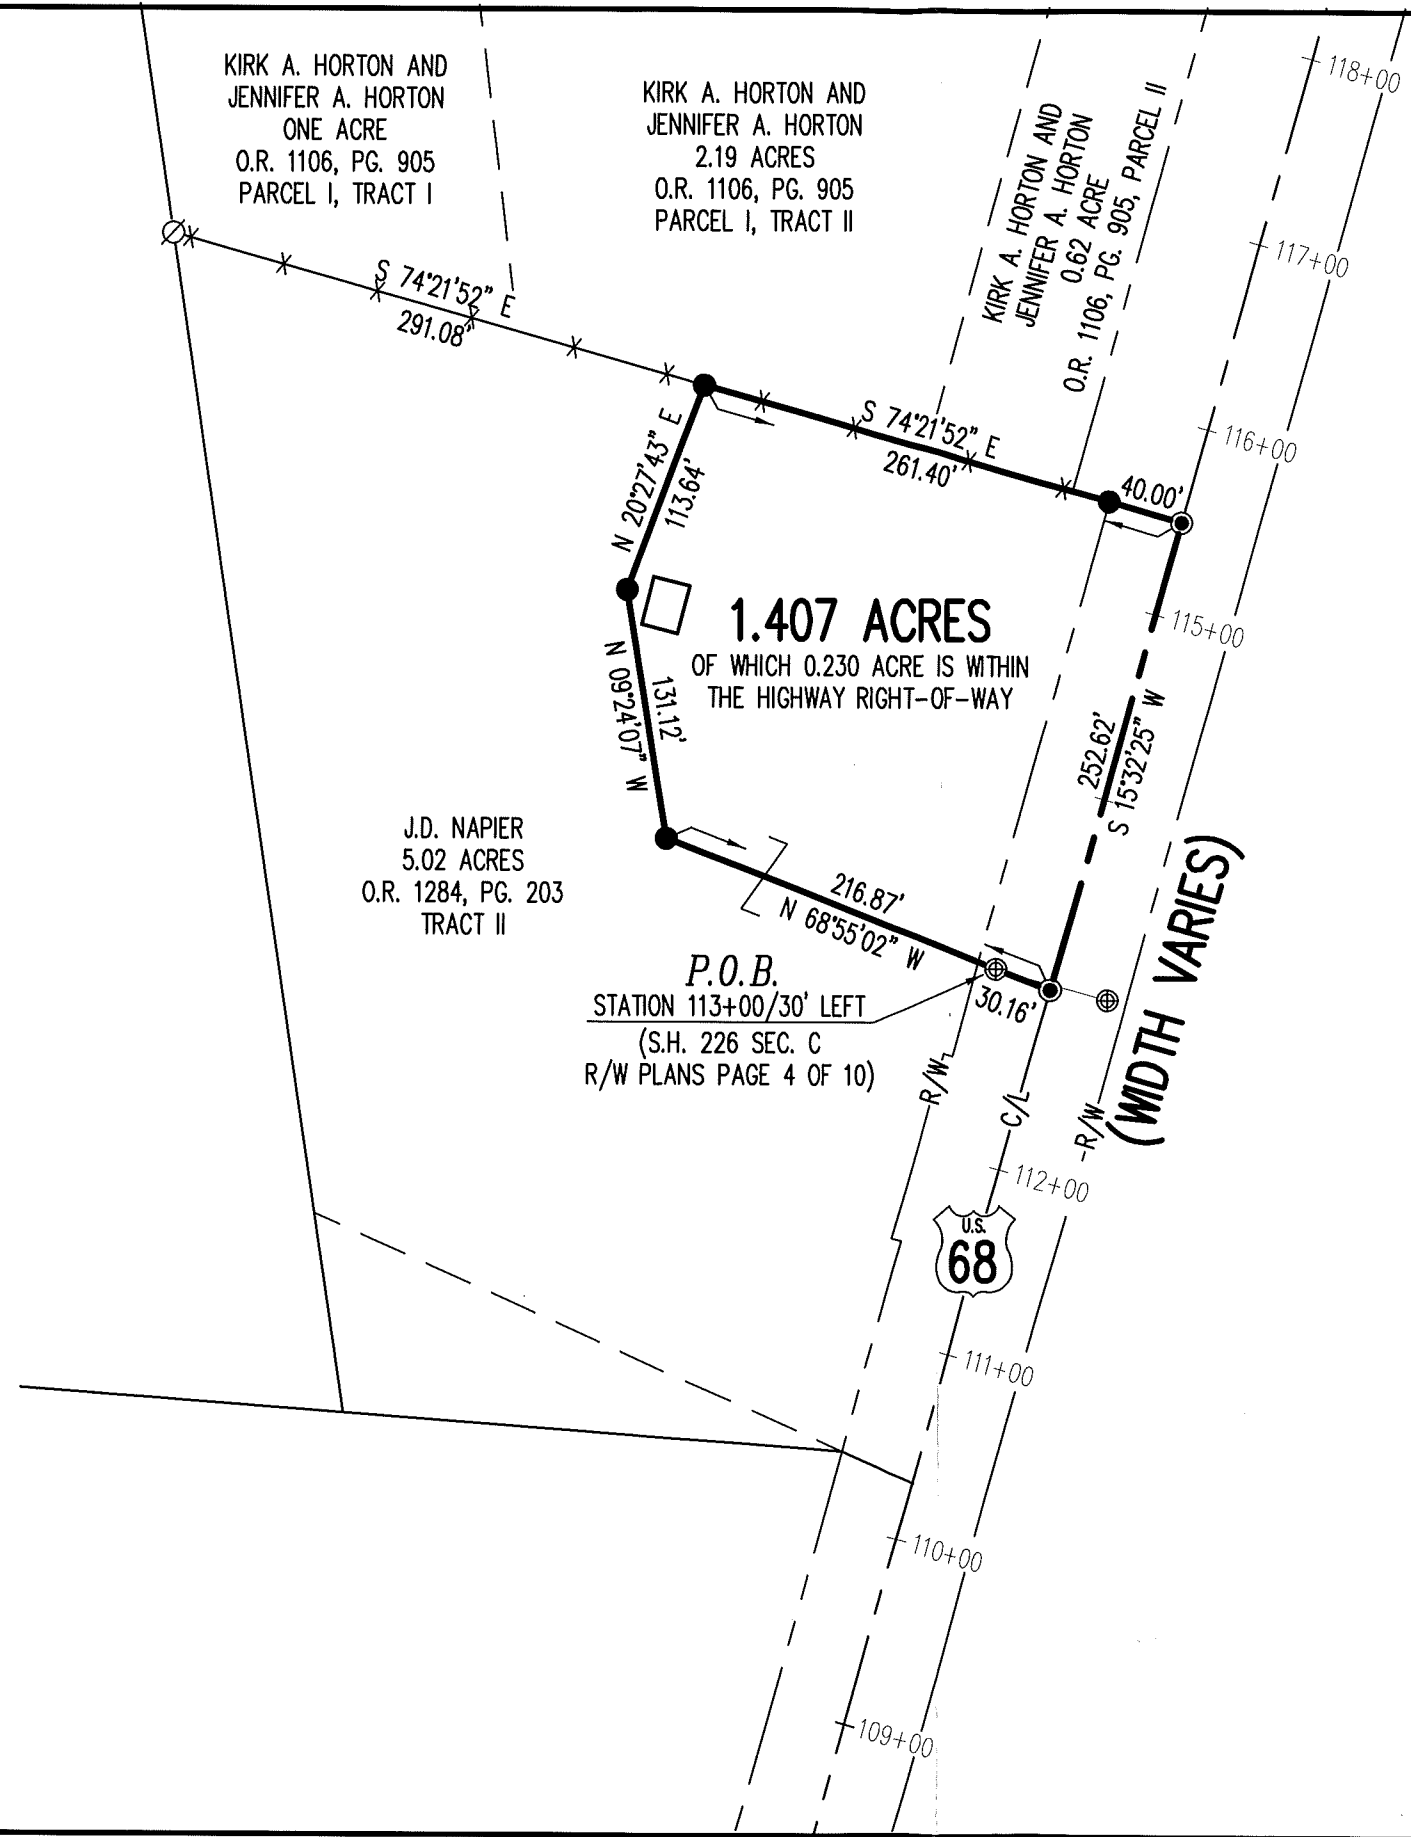 KIRK A. HORTON AND
JENNIFER A. HORTON
ONE ACRE
O.R. 1106, PG. 905
PARCEL I, TRACT I
KIRK A. HORTON AND
JENNIFER A. HORTON
2.19 ACRES
O.R. 1106, PG. 905
PARCEL I, TRACT II
KIRK A. HORTON AND
JENNIFER A. HORTON
0.62 ACRE
O.R. 1106, PG. 905, PARCEL II
118+00
117+00
116+00
115+00
S 74°21'52" E
291.08'
S 74°21'52" E
261.40'
40.00'
N 20°27'43" E
113.64'
1.407 ACRES
OF WHICH 0.230 ACRE IS WITHIN
THE HIGHWAY RIGHT-OF-WAY
N 09°24'07" W
131.12'
252.62'
S 15°32'25" W
J.D. NAPIER
5.02 ACRES
O.R. 1284, PG. 203
TRACT II
216.87'
N 68°55'02" W
30.16'
P.O.B.
STATION 113+00/30' LEFT
(S.H. 226 SEC. C
R/W PLANS PAGE 4 OF 10)
(WIDTH VARIES)
R/W
C/L
R/W
112+00
U.S.
68
111+00
110+00
109+00